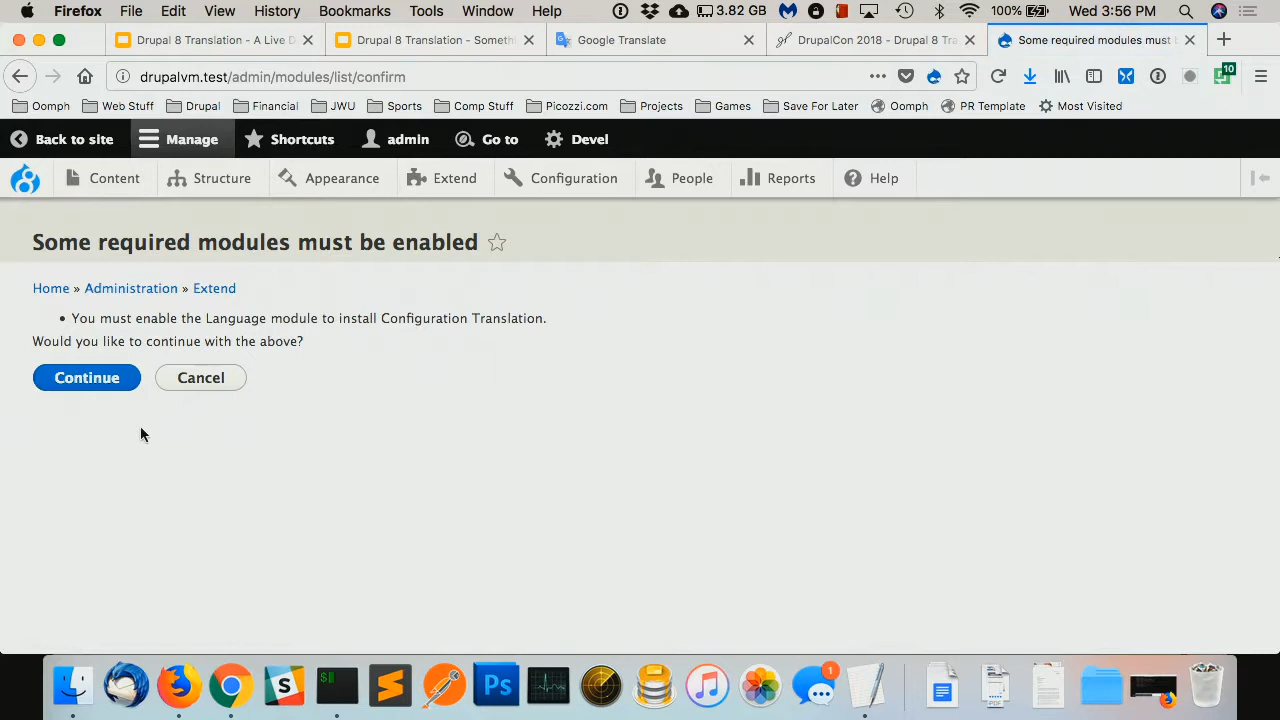 Firefox File Edit View History Bookmarks Tools Window Help 3.82 GB 100% Wed 3:56 PM
Drupal 8 Translation - A Live D
Drupal 8 Translation - Someth
Google Translate
DrupalCon 2018 - Drupal 8 Tra
Some required modules must b
drupalvm.test/admin/modules/list/confirm
10
Oomph Web Stuff Drupal Financial JWU Sports Comp Stuff Picozzi.com Projects Games Save For Later Oomph PR Template Most Visited
Back to site Manage Shortcuts admin Go to Devel
Content Structure Appearance Extend Configuration People Reports Help
Some required modules must be enabled
Home » Administration » Extend
• You must enable the Language module to install Configuration Translation.
Would you like to continue with the above?
Continue Cancel
$
S
Ps
1
PDF